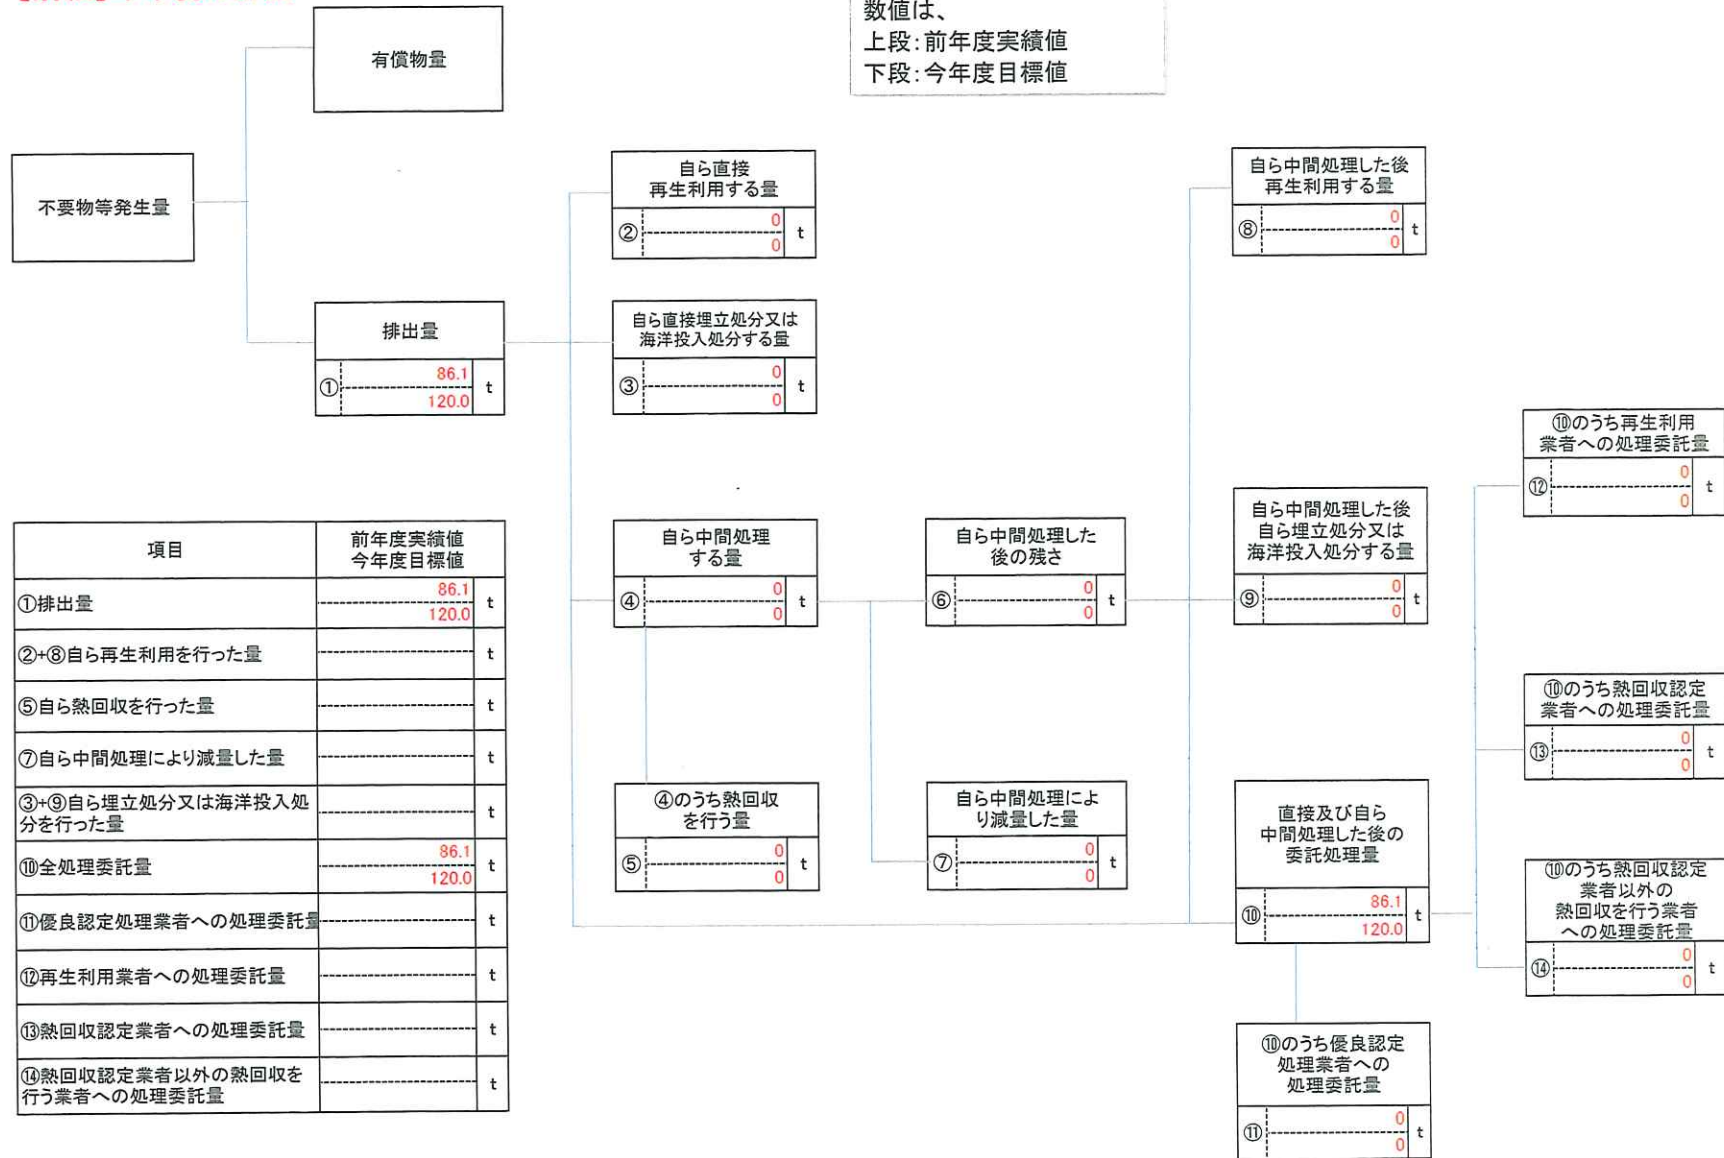 数値は、
上段:前年度実績値
下段:今年度目標値
有償物量
不要物等発生量
排出量
① 86.1 t
120.0
自ら直接
再生利用する量
② 0 t
0
自ら直接埋立処分又は
海洋投入処分する量
③ 0 t
0
自ら中間処理
する量
④ 0 t
0
④のうち熱回収
を行う量
⑤ 0 t
0
自ら中間処理した
後の残さ
⑥ 0 t
0
自ら中間処理によ
り減量した量
⑦ 0 t
0
自ら中間処理した後
再生利用する量
⑧ 0 t
0
自ら中間処理した後
自ら埋立処分又は
海洋投入処分する量
⑨ 0 t
0
直接及び自ら
中間処理した後の
委託処理量
⑩ 86.1 t
120.0
⑩のうち優良認定
処理業者への
処理委託量
⑪ 0 t
0
⑩のうち再生利用
業者への処理委託量
⑫ 0 t
0
⑩のうち熱回収認定
業者への処理委託量
⑬ 0 t
0
⑩のうち熱回収認定
業者以外の
熱回収を行う業者
への処理委託量
⑭ 0 t
0
項目 前年度実績値
今年度目標値
①排出量 86.1 t
120.0
②+⑧自ら再生利用を行った量 t
⑤自ら熱回収を行った量 t
⑦自ら中間処理により減量した量 t
③+⑨自ら埋立処分又は海洋投入処
分を行った量 t
⑩全処理委託量 86.1 t
120.0
⑪優良認定処理業者への処理委託量 t
⑫再生利用業者への処理委託量 t
⑬熱回収認定業者への処理委託量 t
⑭熱回収認定業者以外の熱回収を
行う業者への処理委託量 t